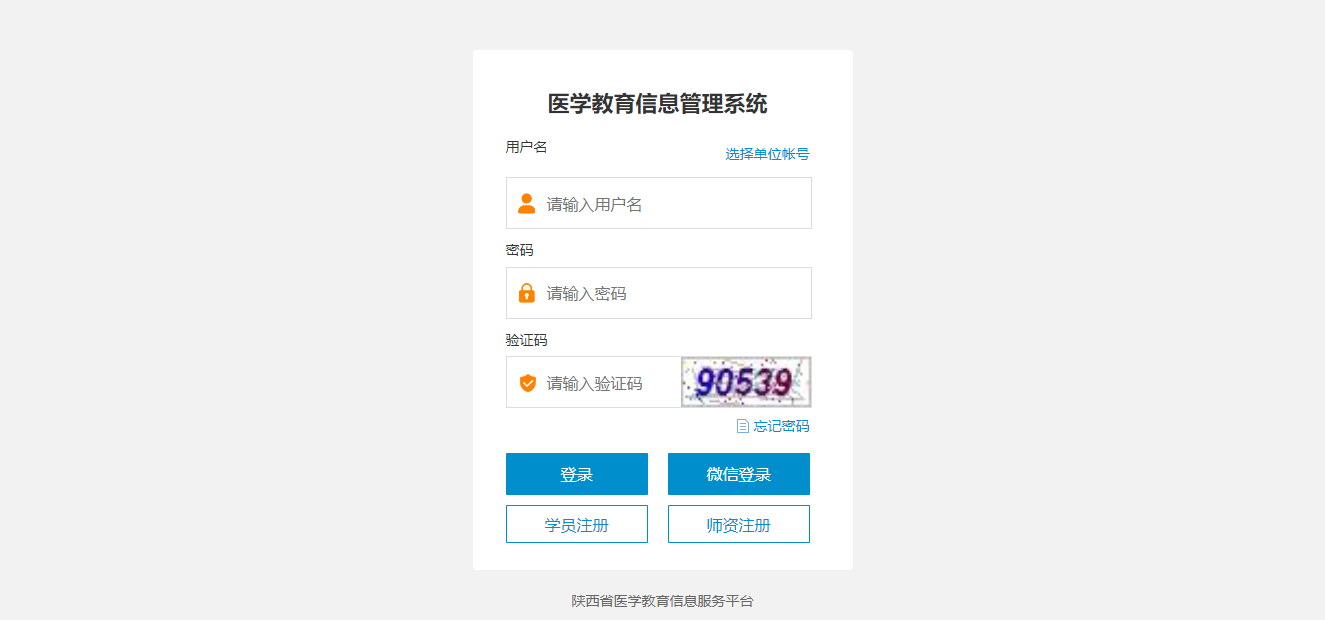 医学教育信息管理系统
用户名
选择单位帐号
请输入用户名
密码
请输入密码
验证码
请输入验证码
90539
忘记密码
登录
微信登录
学员注册
师资注册
陕西省医学教育信息服务平台